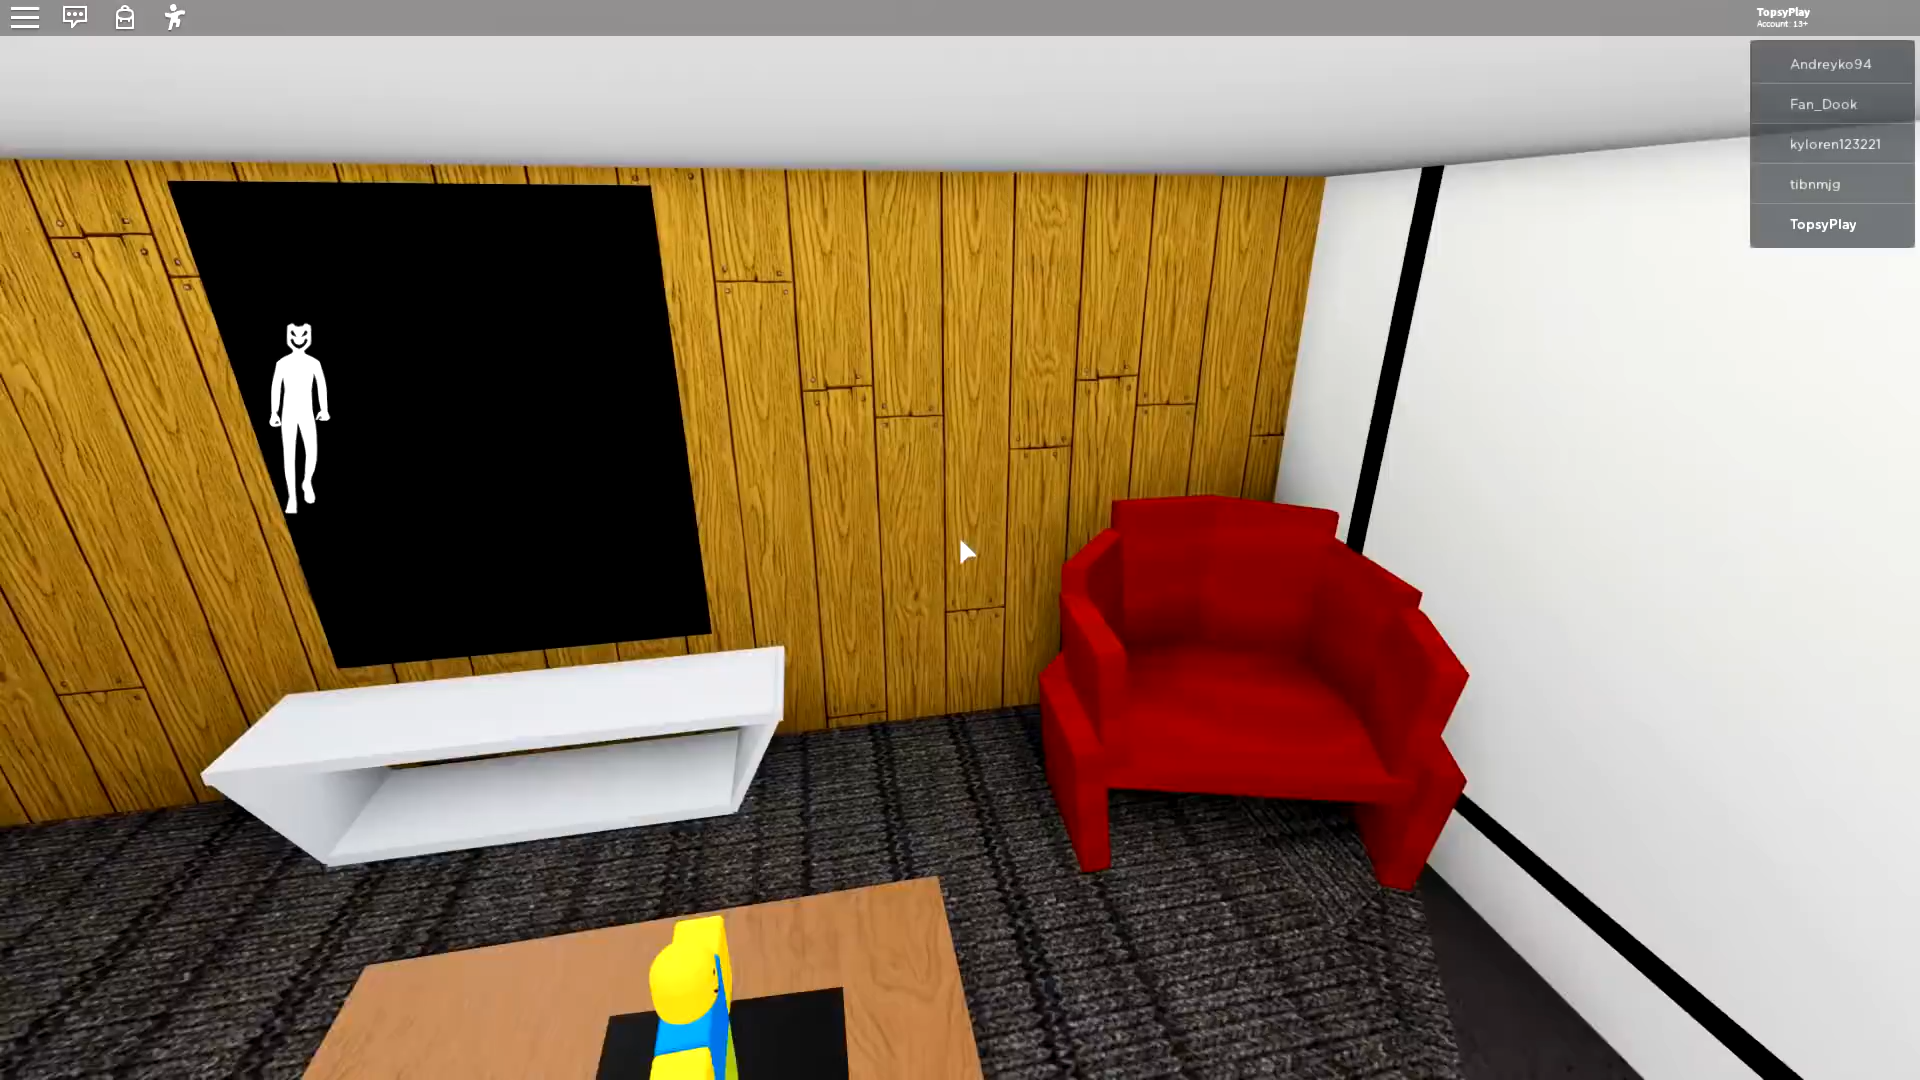 TopsyPlay
Account: 13+
Andreyko94
Fan_Dook
kyloren123221
tibnmjg
TopsyPlay